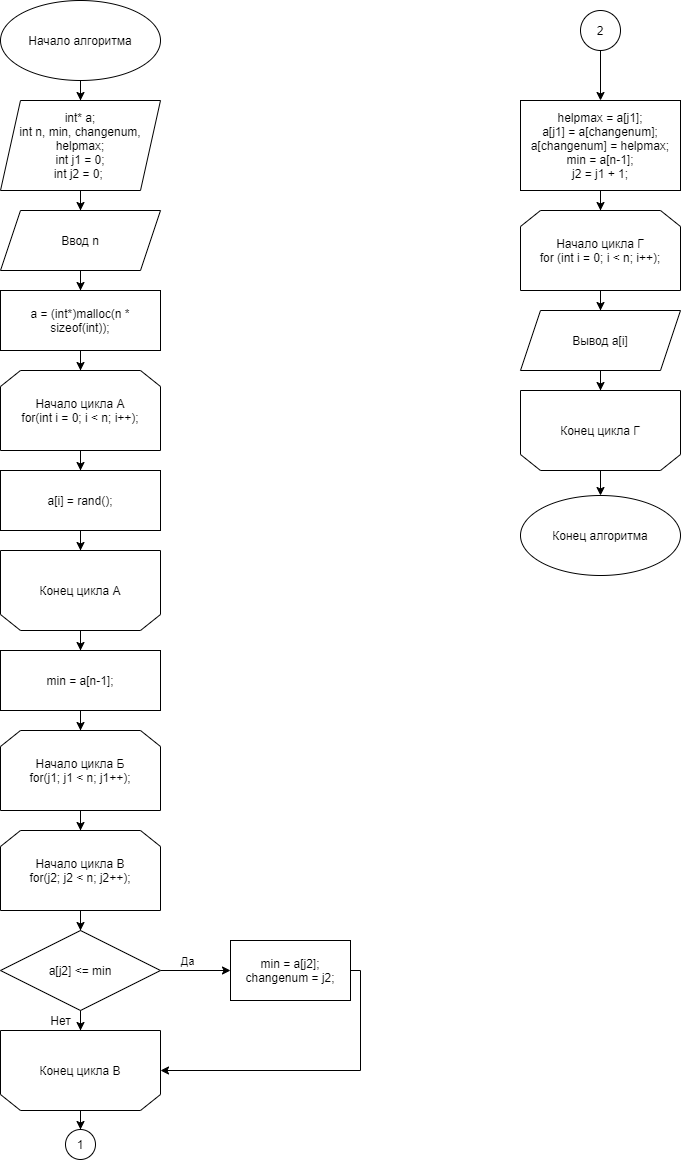 Начало алгоритма
int* a;
int n, min, changenum,
helpmax;
int j1 = 0;
int j2 = 0;
Ввод n
a = (int*)malloc(n *
sizeof(int));
Начало цикла А
for(int i = 0; i < n; i++);
a[i] = rand();
Конец цикла А
min = a[n-1];
Начало цикла Б
for(j1; j1 < n; j1++);
Начало цикла В
for(j2; j2 < n; j2++);
a[j2] <= min
Да
min = a[j2];
changenum = j2;
Нет
Конец цикла В
1
2
helpmax = a[j1];
a[j1] = a[changenum];
a[changenum] = helpmax;
min = a[n-1];
j2 = j1 + 1;
Начало цикла Г
for (int i = 0; i < n; i++);
Вывод a[i]
Конец цикла Г
Конец алгоритма